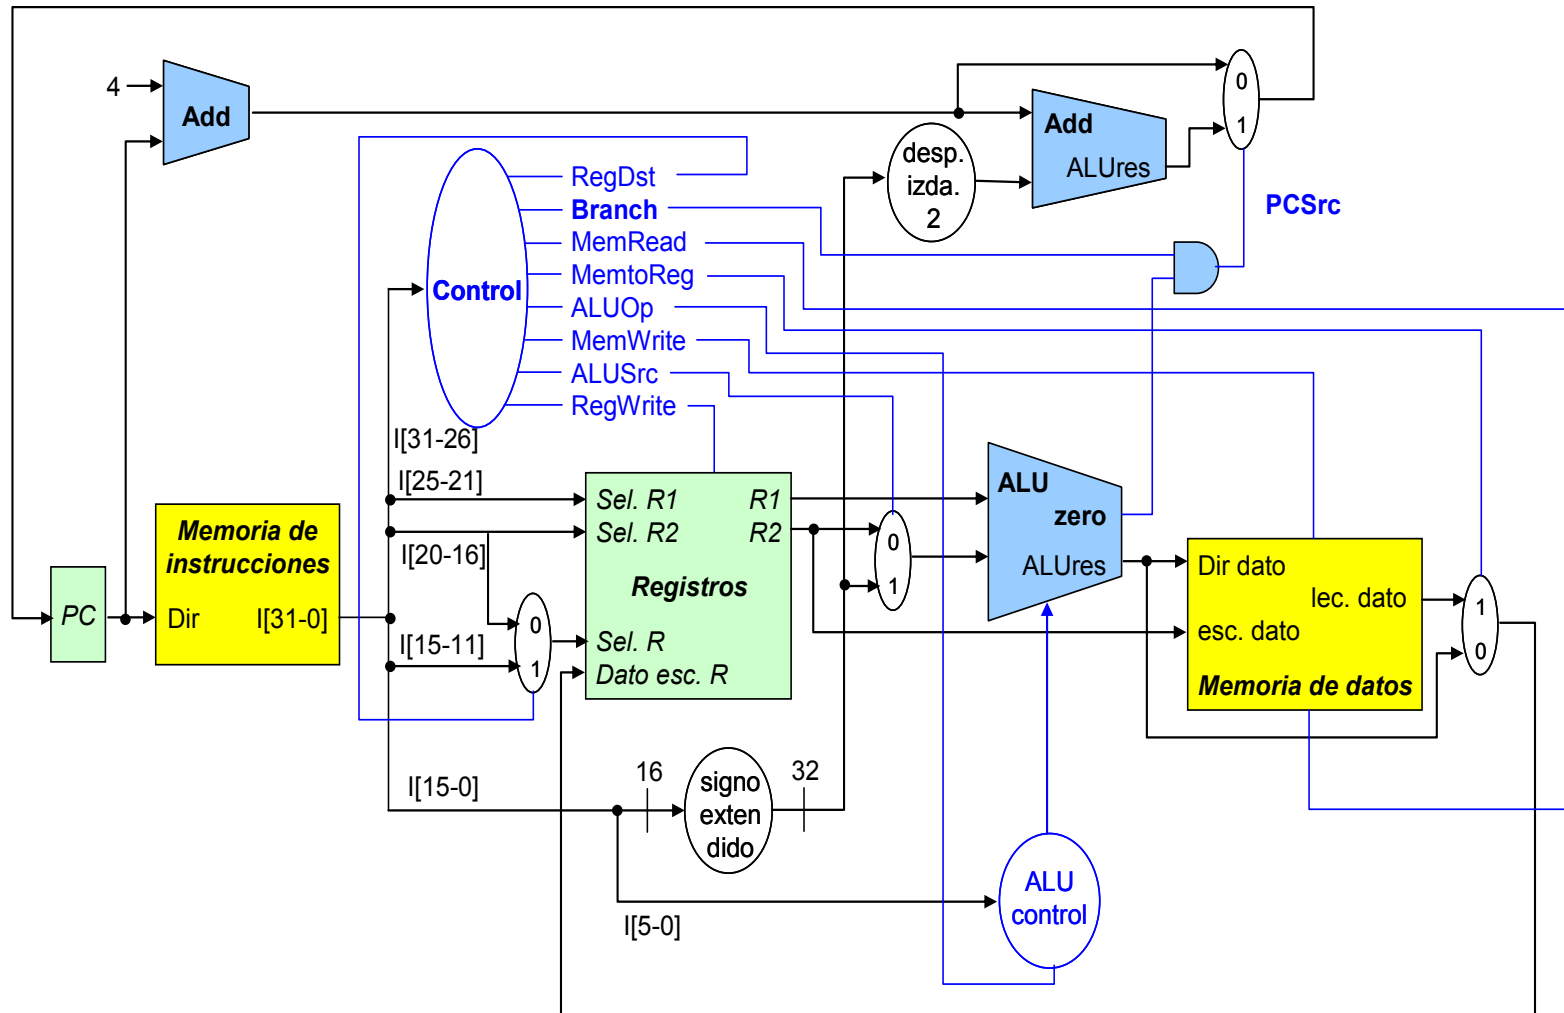 4
Add
0
1
Add
ALUres
desp.
izda.
2
PCSrc
RegDst
Branch
MemRead
MemtoReg
ALUOp
MemWrite
ALUSrc
RegWrite
Control
I[31-26]
I[25-21]
I[20-16]
I[15-11]
I[15-0]
Memoria de
instrucciones
Dir I[31-0]
PC
Sel. R1 R1
Sel. R2 R2
Registros
Sel. R
Dato esc. R
0
1
0
1
ALU
zero
ALUres
Dir dato
lec. dato
esc. dato
Memoria de datos
1
0
16
signo
exten
dido
32
ALU
control
I[5-0]